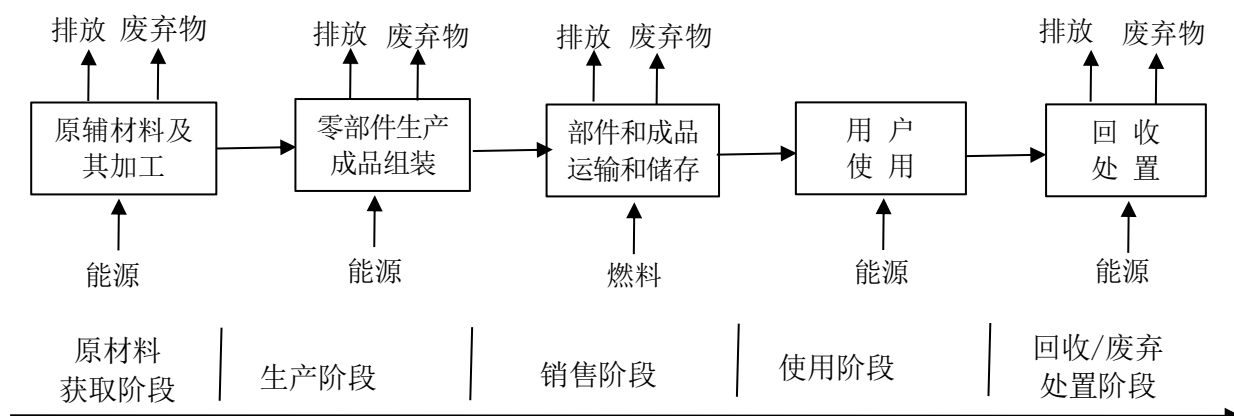 排放 废弃物
排放 废弃物
排放 废弃物
排放 废弃物
原辅材料及
其加工
零部件生产
成品组装
部件和成品
运输和储存
用 户
使 用
回 收
处 置
能源
能源
燃料
能源
能源
原材料
获取阶段
生产阶段
销售阶段
使用阶段
回收/废弃
处置阶段